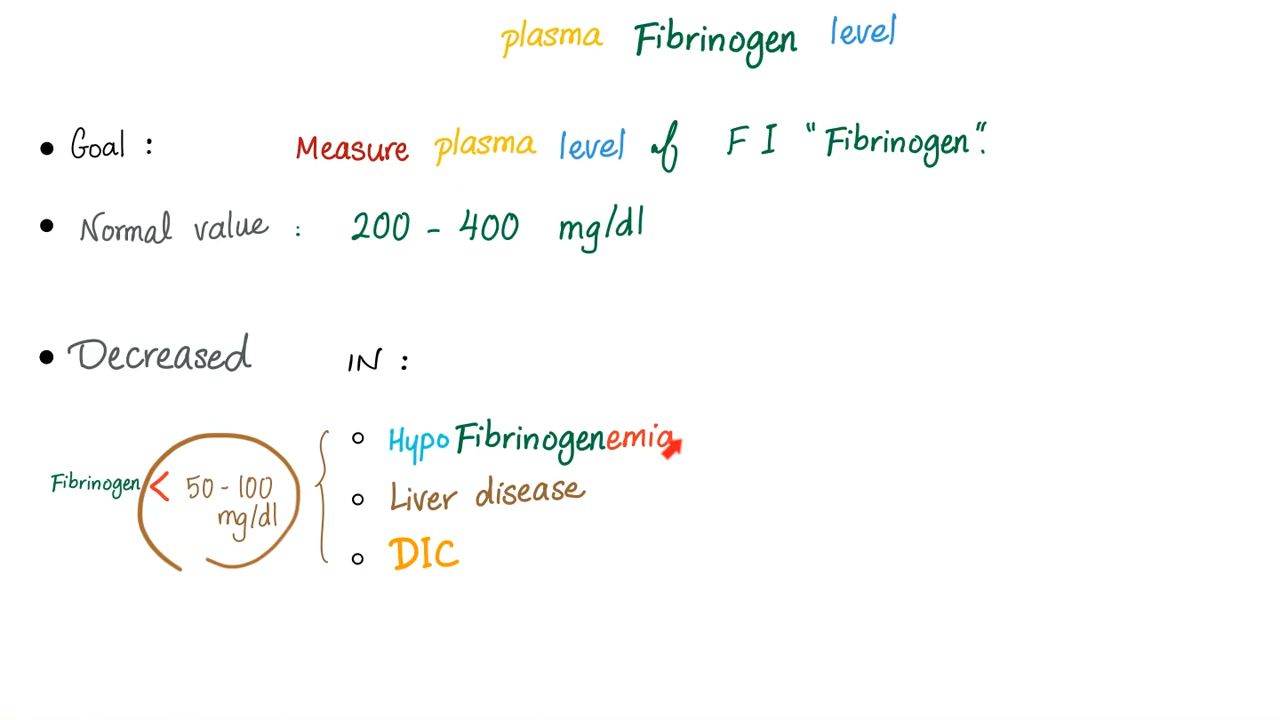 plasma Fibrinogen level
• Goal : Measure plasma level of F I "Fibrinogen".
• Normal value : 200 - 400 mg/dl
• Decreased IN :
○ HypoFibrinogenemia
Fibrinogen < 50 - 100 mg/dl
○ Liver disease
○ DIC